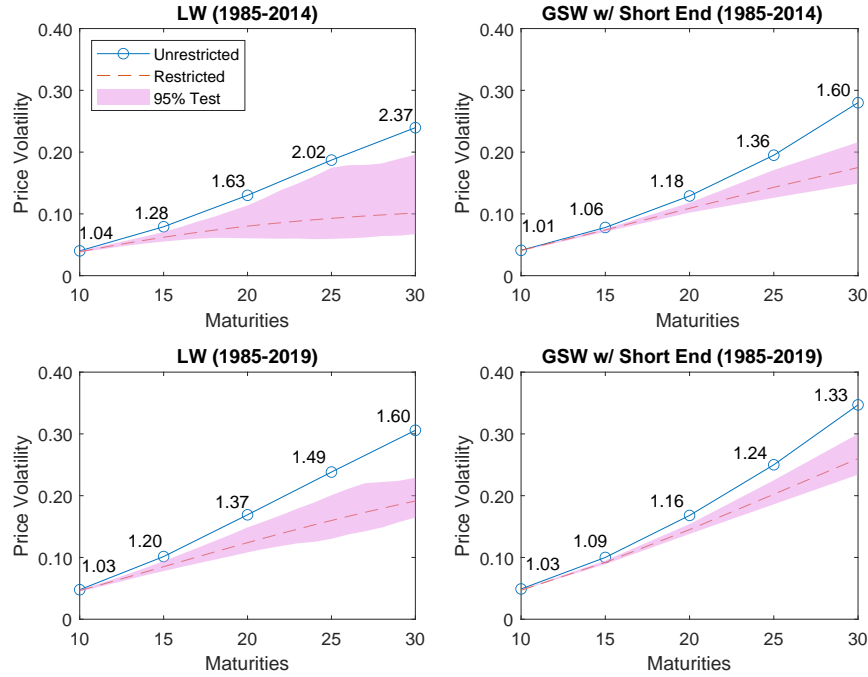 LW (1985-2014)
0.40
0.30
0.20
0.10
0
Price Volatility
Unrestricted
Restricted
95% Test
1.04
1.28
1.63
2.02
2.37
10 15 20 25 30
Maturities
GSW w/ Short End (1985-2014)
0.40
0.30
0.20
0.10
0
Price Volatility
1.01
1.06
1.18
1.36
1.60
10 15 20 25 30
Maturities
LW (1985-2019)
0.40
0.30
0.20
0.10
0
Price Volatility
1.03
1.20
1.37
1.49
1.60
10 15 20 25 30
Maturities
GSW w/ Short End (1985-2019)
0.40
0.30
0.20
0.10
0
Price Volatility
1.03
1.09
1.16
1.24
1.33
10 15 20 25 30
Maturities